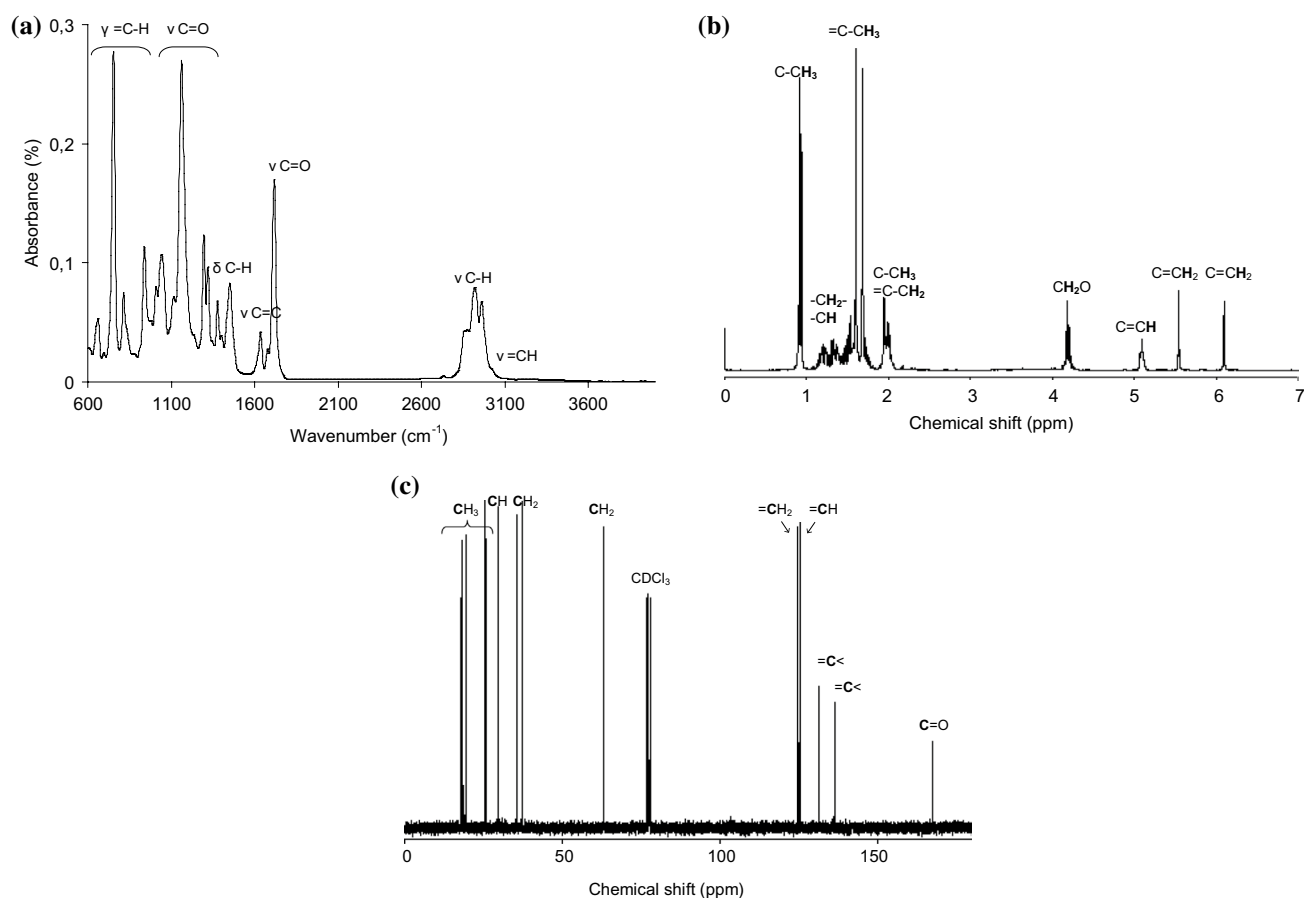 (a)
0,3
γ =C-H
ν C=O
0,2
ν C=O
Absorbance (%)
δ C-H
ν C-H
0,1
ν C=C
ν =CH
0
600 1100 1600 2100 2600 3100 3600
Wavenumber (cm-1)
(b)
=C-CH3
C-CH3
C-CH3
=C-CH2
C=CH2
C=CH2
-CH2-
-CH
CH2O
C=CH
0 1 2 3 4 5 6 7
Chemical shift (ppm)
(c)
CH3
CH
CH2
CH2
=CH2
=CH
CDCl3
=C<
=C<
C=O
0 50 100 150
Chemical shift (ppm)